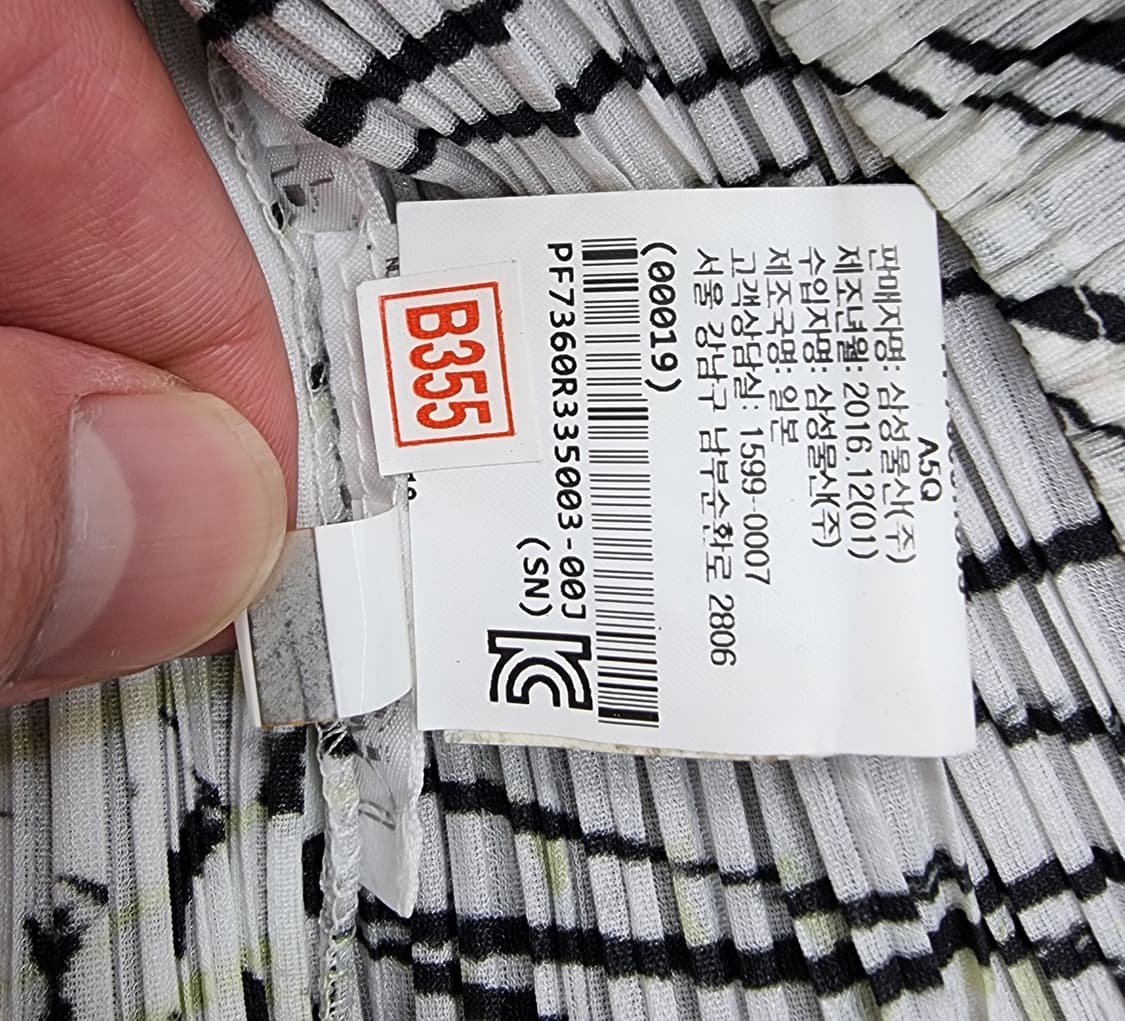 A5Q
판매자명: 삼성물산(주)
제조년월: 2016.12(01)
수입자명: 삼성물산(주)
제조국명: 일본
고객상담실: 1599-0007
서울 강남구 남부순환로 2806
(00019)
PF7360R335003-00J
(SN)
B355